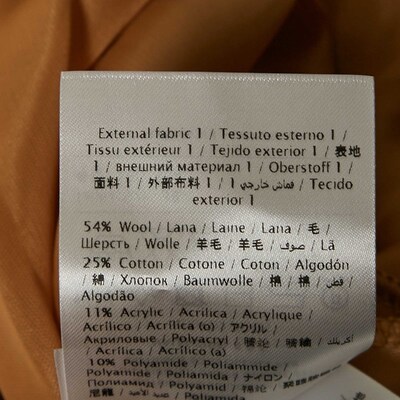 External fabric 1 / Tessuto esterno 1 /
Tissu extérieur 1 / Tejido exterior 1 / 表地
1 / внешний материал 1 / Oberstoff 1 /
面料 1 / 外部布料 1 / قماش خارجي 1 / Tecido
exterior 1
54% Wool / Lana / Laine / Lana / 毛 /
Шерсть / Wolle / 羊毛 / 羊毛 / صوف / Lã
25% Cotton / Cotone / Coton / Algodón
/ 綿 / Хлопок / Baumwolle / 棉 / 棉 / قطن /
Algodão
11% Acrylic / Acrilica / Acrylique /
Acrílico / Acrilica (o) / アクリル /
Акриловые / Polyacryl /
Acrílico / Acrílica (o)
10% Polyamide / Poliammide /
Polyamide / Poliamida / ナイロン /
Полиамид / Polyamid /
尼龍 / / Poliamida